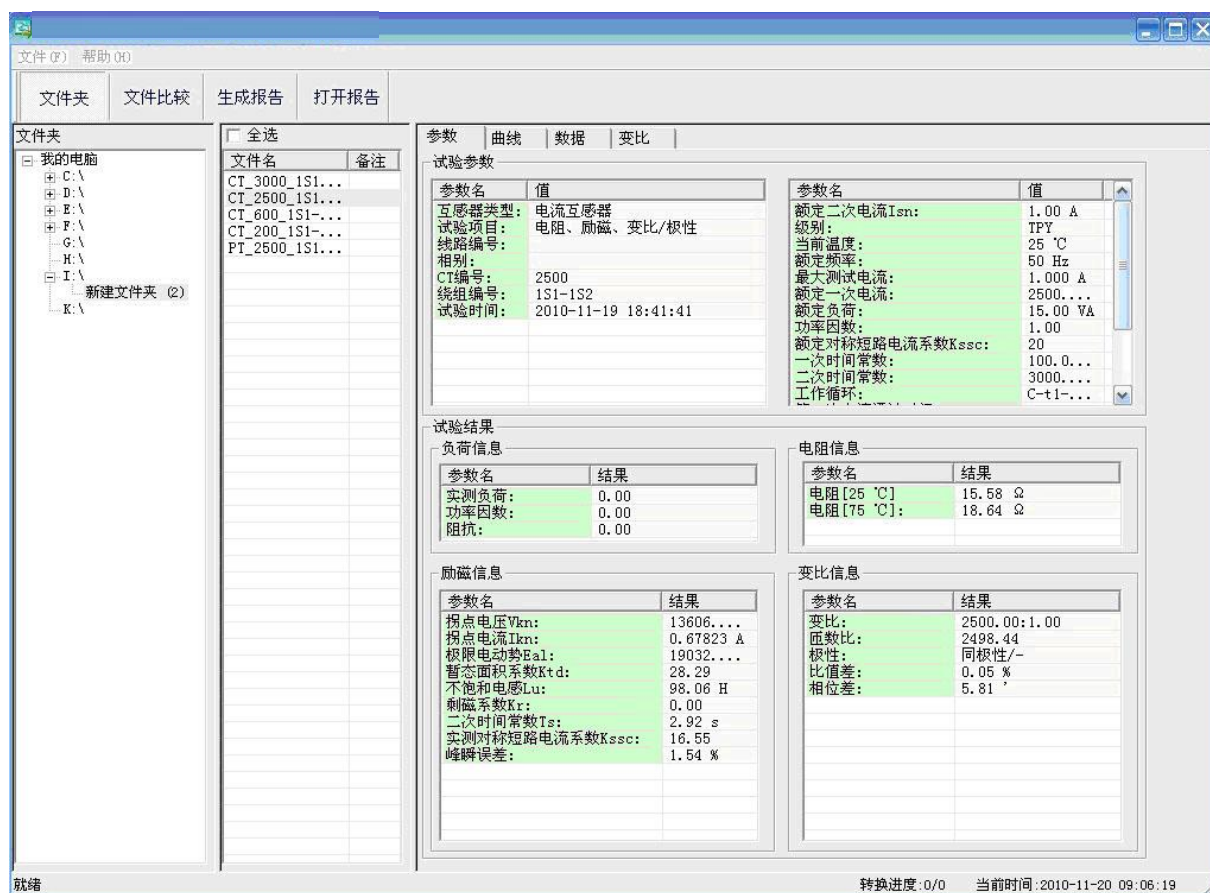 文件(F) 帮助(H)
文件夹 文件比较 生成报告 打开报告
文件夹
我的电脑
C:\
D:\
E:\
F:\
G:\
H:\
I:\
新建文件夹 (2)
K:\
全选
文件名 备注
CT_3000_1S1...
CT_2500_1S1...
CT_600_1S1-...
CT_200_1S1-...
PT_2500_1S1...
参数 曲线 数据 变比
试验参数
参数名 值
互感器类型: 电流互感器
试验项目: 电阻、励磁、变比/极性
线路编号:
相别:
CT编号: 2500
绕组编号: 1S1-1S2
试验时间: 2010-11-19 18:41:41
参数名 值
额定二次电流Isn: 1.00 A
级别: TPY
当前温度: 25 ℃
额定频率: 50 Hz
最大测试电流: 1.000 A
额定一次电流: 2500....
额定负荷: 15.00 VA
功率因数: 1.00
额定对称短路电流系数Kssc: 20
一次时间常数: 100.0...
二次时间常数: 3000....
工作循环: C-t1-...
试验结果
负荷信息
参数名 结果
实测负荷: 0.00
功率因数: 0.00
阻抗: 0.00
电阻信息
参数名 结果
电阻[25 ℃] 15.58 Ω
电阻[75 ℃]: 18.64 Ω
励磁信息
参数名 结果
拐点电压Vkn: 13606....
拐点电流Ikn: 0.67823 A
极限电动势Eal: 19032....
暂态面积系数Ktd: 28.29
不饱和电感Lu: 98.06 H
剩磁系数Kr: 0.00
二次时间常数Ts: 2.92 s
实测对称短路电流系数Kssc: 16.55
峰瞬误差: 1.54 %
变比信息
参数名 结果
变比: 2500.00:1.00
匝数比: 2498.44
极性: 同极性/-
比值差: 0.05 %
相位差: 5.81 '
就绪 转换进度:0/0 当前时间:2010-11-20 09:06:19